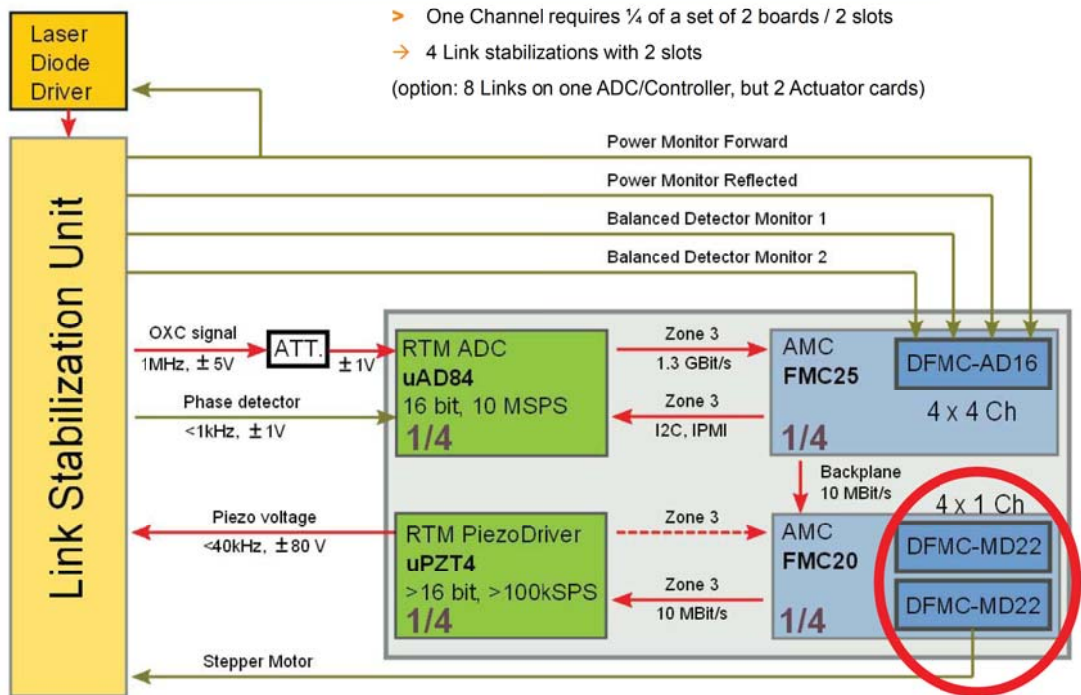 Laser
Diode
Driver
> One Channel requires ¼ of a set of 2 boards / 2 slots
→ 4 Link stabilizations with 2 slots
(option: 8 Links on one ADC/Controller, but 2 Actuator cards)
Link Stabilization Unit
Power Monitor Forward
Power Monitor Reflected
Balanced Detector Monitor 1
Balanced Detector Monitor 2
OXC signal
1MHz, ±5V
ATT.
±1V
Phase detector
<1kHz, ±1V
RTM ADC
uAD84
16 bit, 10 MSPS
1/4
Zone 3
1.3 GBit/s
Zone 3
I2C, IPMI
AMC
FMC25
DFMC-AD16
4 x 4 Ch
1/4
Backplane
10 MBit/s
Piezo voltage
<40kHz, ±80 V
RTM PiezoDriver
uPZT4
>16 bit, >100kSPS
1/4
Zone 3
Zone 3
10 MBit/s
4 x 1 Ch
AMC
FMC20
DFMC-MD22
DFMC-MD22
1/4
Stepper Motor